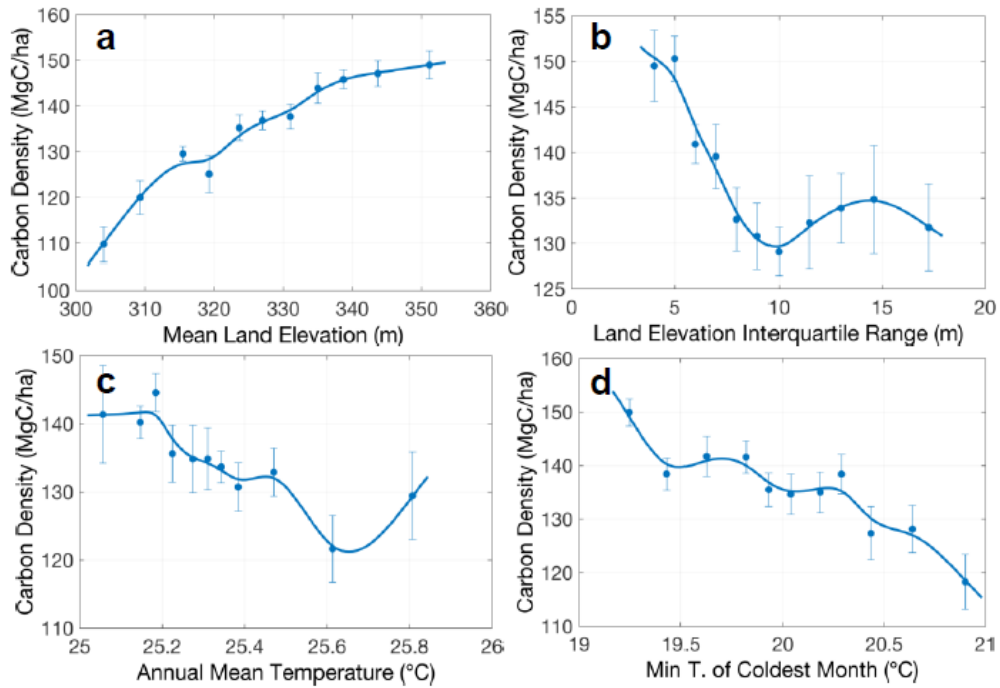 a
Carbon Density (MgC/ha)
160
150
140
130
120
110
100
300 310 320 330 340 350 360
Mean Land Elevation (m)
b
Carbon Density (MgC/ha)
155
150
145
140
135
130
125
0 5 10 15 20
Land Elevation Interquartile Range (m)
c
Carbon Density (MgC/ha)
150
140
130
120
110
25 25.2 25.4 25.6 25.8 26
Annual Mean Temperature (°C)
d
Carbon Density (MgC/ha)
160
150
140
130
120
110
19 19.5 20 20.5 21
Min T. of Coldest Month (°C)